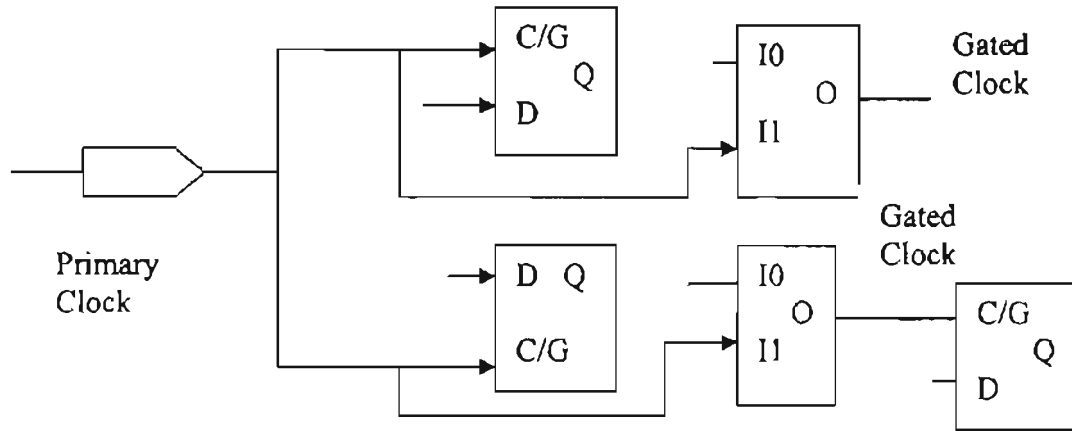 C/G
Q
D
I0
O
I1
Gated
Clock
Primary
Clock
D Q
C/G
I0
O
I1
Gated
Clock
C/G
Q
D